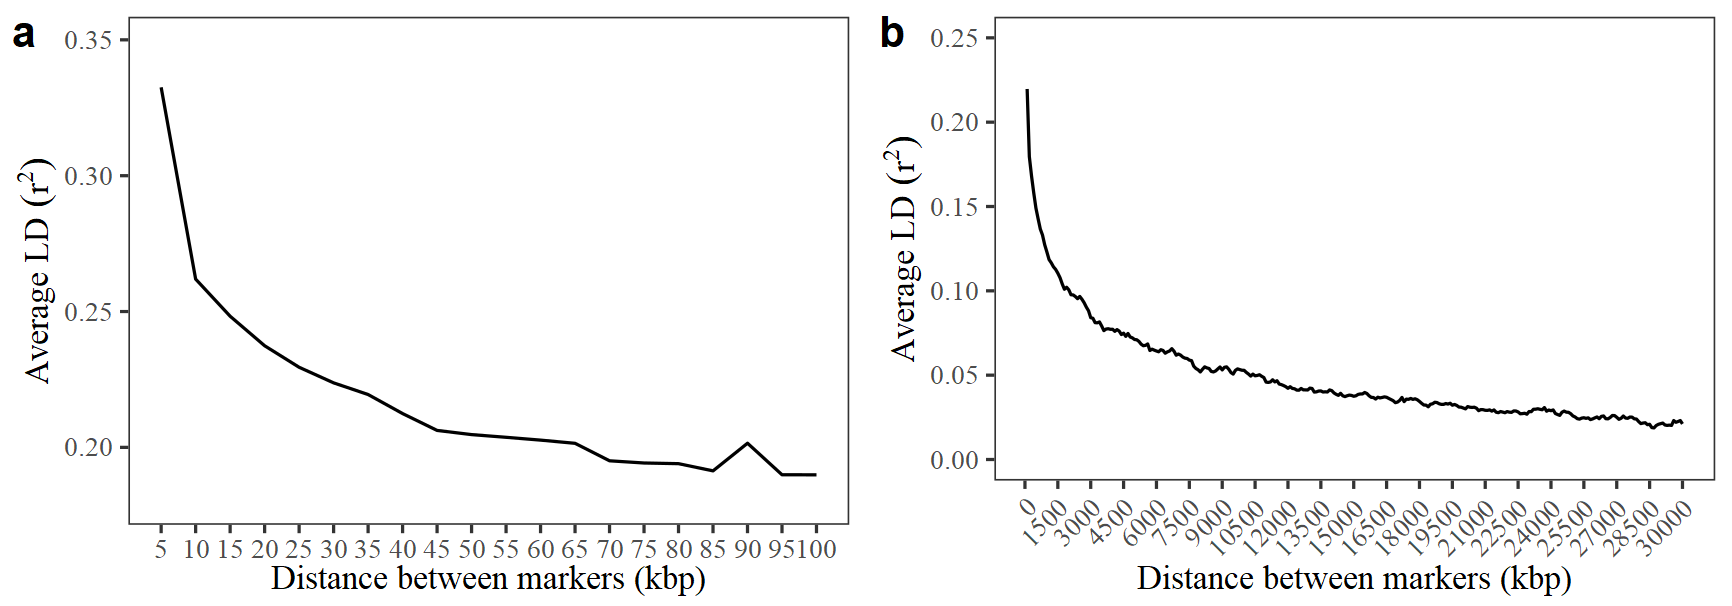 a
0.35
0.30
0.25
0.20
Average LD (r²)
5 10 15 20 25 30 35 40 45 50 55 60 65 70 75 80 85 90 95 100
Distance between markers (kbp)
b
0.25
0.20
0.15
0.10
0.05
0.00
Average LD (r²)
0 1500 3000 4500 6000 7500 9000 10500 12000 13500 15000 16500 18000 19500 21000 22500 24000 25500 27000 28500 30000
Distance between markers (kbp)